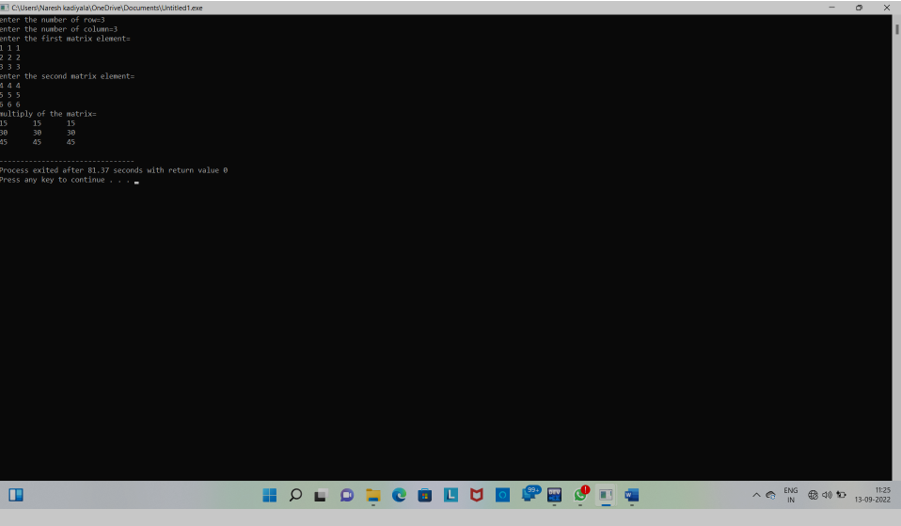 C:\Users\Naresh kadiyala\OneDrive\Documents\Untitled1.exe
enter the number of row=3
enter the number of column=3
enter the first matrix element=
1 1 1
2 2 2
3 3 3
enter the second matrix element=
4 4 4
5 5 5
6 6 6
multiply of the matrix=
15 15 15
30 30 30
45 45 45
--------------------------------
Process exited after 81.37 seconds with return value 0
Press any key to continue . . .
L
99+
DEV
W
ENG
IN
11:25
13-09-2022